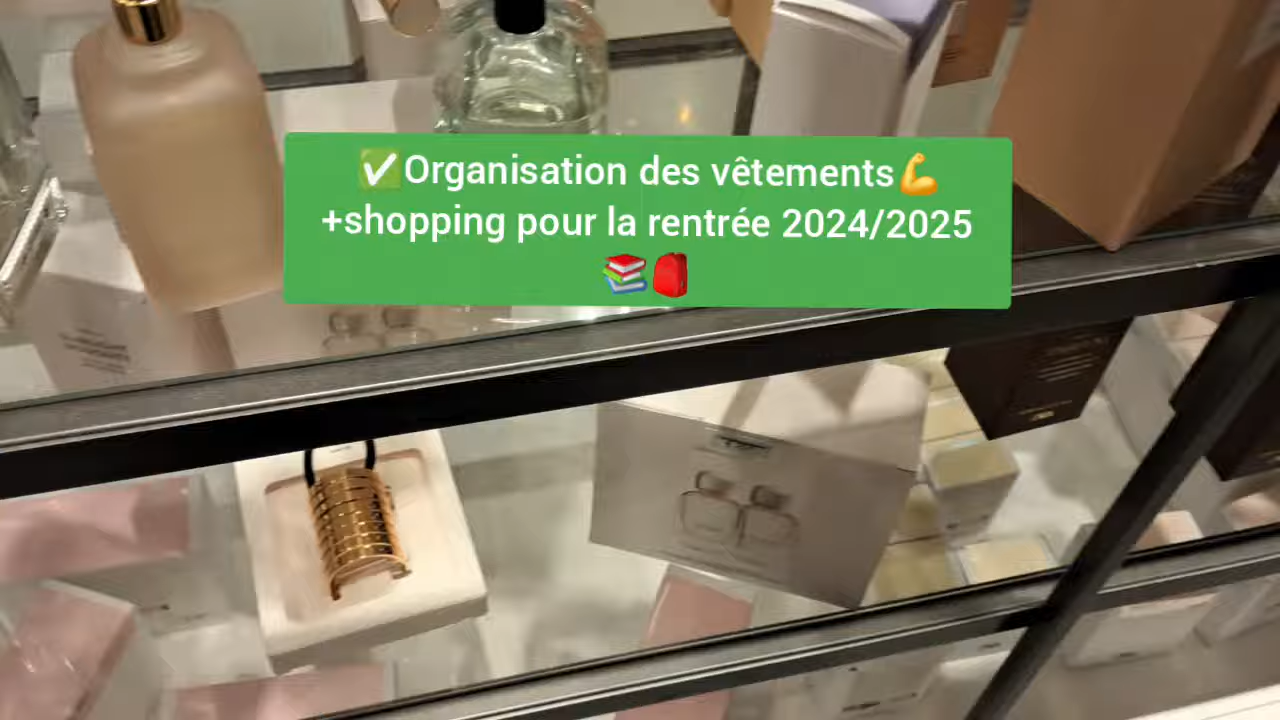 ✅Organisation des vêtements💪
+shopping pour la rentrée 2024/2025
📚🎒